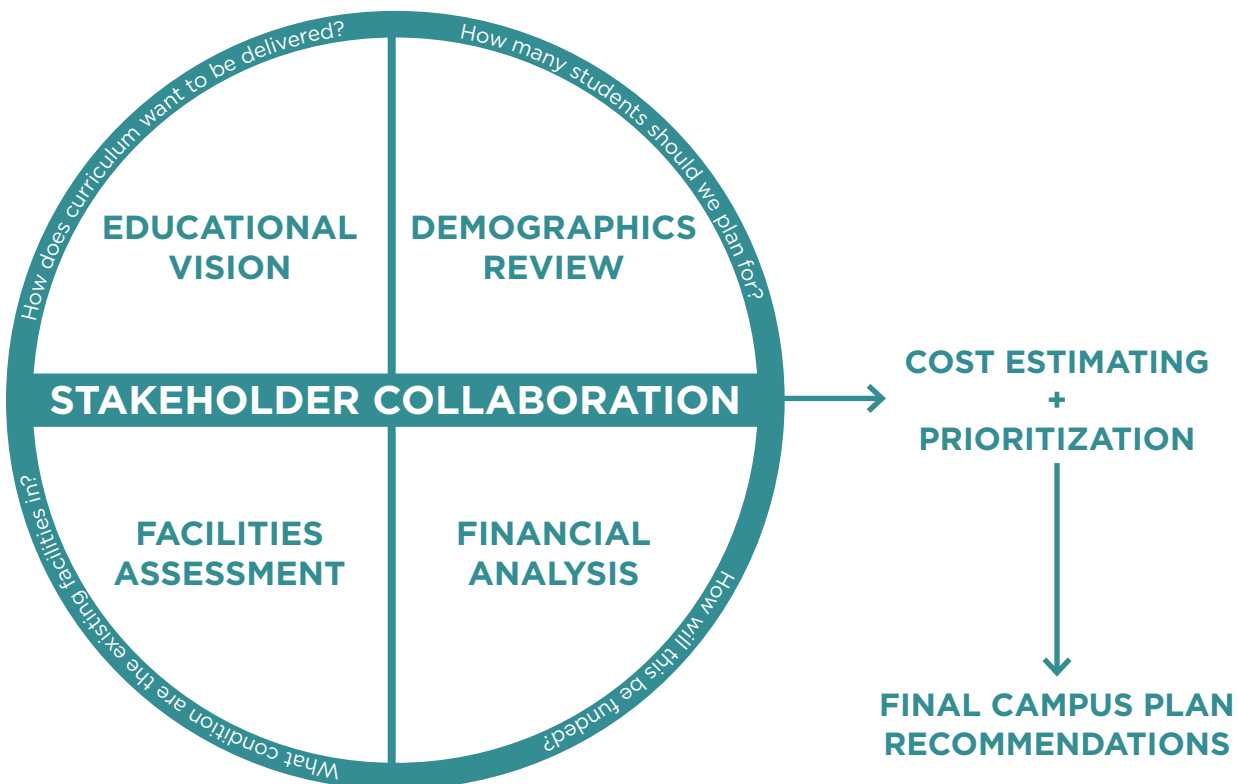 How does curriculum want to be delivered?
How many students should we plan for?
EDUCATIONAL
VISION
DEMOGRAPHICS
REVIEW
STAKEHOLDER COLLABORATION
COST ESTIMATING
+
PRIORITIZATION
FACILITIES
ASSESSMENT
FINANCIAL
ANALYSIS
What condition are the existing facilities in?
How will this be funded?
FINAL CAMPUS PLAN
RECOMMENDATIONS